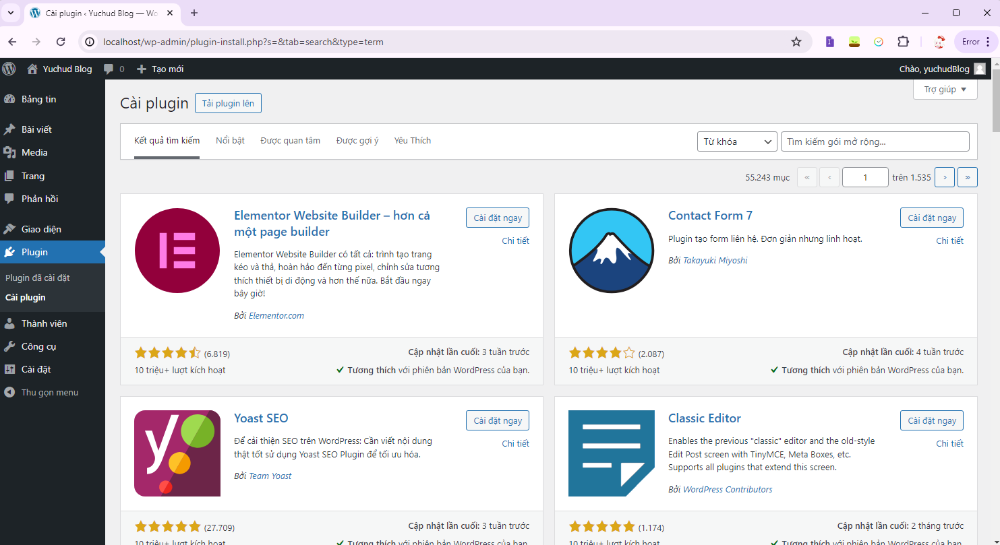 Cài plugin ‹ Yuchud Blog — Wo
localhost/wp-admin/plugin-install.php?s=&tab=search&type=term
Error
Yuchud Blog
0
Tạo mới
Chào, yuchudBlog
Bảng tin
Bài viết
Media
Trang
Phản hồi
Giao diện
Plugin
Plugin đã cài đặt
Cài plugin
Thành viên
Công cụ
Cài đặt
Thu gọn menu
Trợ giúp
Cài plugin
Tải plugin lên
Kết quả tìm kiếm
Nổi bật
Được quan tâm
Được gợi ý
Yêu Thích
Từ khóa
Tìm kiếm gói mở rộng...
55.243 mục
«
‹
1
trên 1.535
›
»
Elementor Website Builder – hơn cả
một page builder
Cài đặt ngay
Chi tiết
Elementor Website Builder có tất cả: trình tạo trang
kéo và thả, hoàn hảo đến từng pixel, chỉnh sửa tương
thích thiết bị di động và hơn thế nữa. Bắt đầu ngay
bây giờ!
Bởi Elementor.com
(6.819)
Cập nhật lần cuối: 3 tuần trước
10 triệu+ lượt kích hoạt
Tương thích với phiên bản WordPress của bạn.
Contact Form 7
Cài đặt ngay
Chi tiết
Plugin tạo form liên hệ. Đơn giản nhưng linh hoạt.
Bởi Takayuki Miyoshi
(2.087)
Cập nhật lần cuối: 4 tuần trước
10 triệu+ lượt kích hoạt
Tương thích với phiên bản WordPress của bạn.
y
Yoast SEO
Cài đặt ngay
Chi tiết
Để cải thiện SEO trên WordPress: Cần viết nội dung
thật tốt sử dụng Yoast SEO Plugin để tối ưu hóa.
Bởi Team Yoast
(27.709)
Cập nhật lần cuối: 3 tuần trước
10 triệu+ lượt kích hoạt
Tương thích với phiên bản WordPress của bạn.
Classic Editor
Cài đặt ngay
Chi tiết
Enables the previous "classic" editor and the old-style
Edit Post screen with TinyMCE, Meta Boxes, etc.
Supports all plugins that extend this screen.
Bởi WordPress Contributors
(1.174)
Cập nhật lần cuối: 2 tháng trước
10 triệu+ lượt kích hoạt
Tương thích với phiên bản WordPress của bạn.